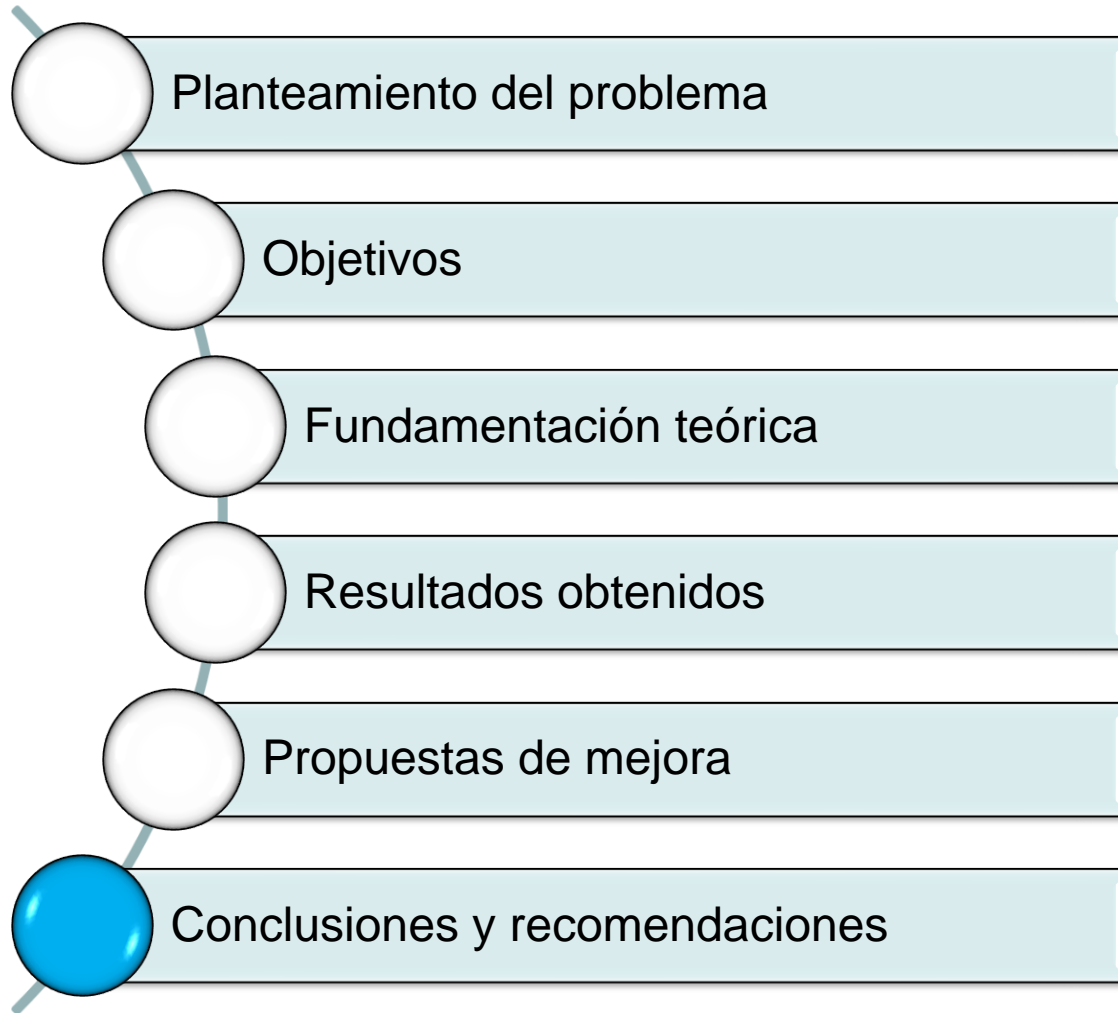 Planteamiento del problema
Objetivos
Fundamentación teórica
Resultados obtenidos
Propuestas de mejora
Conclusiones y recomendaciones